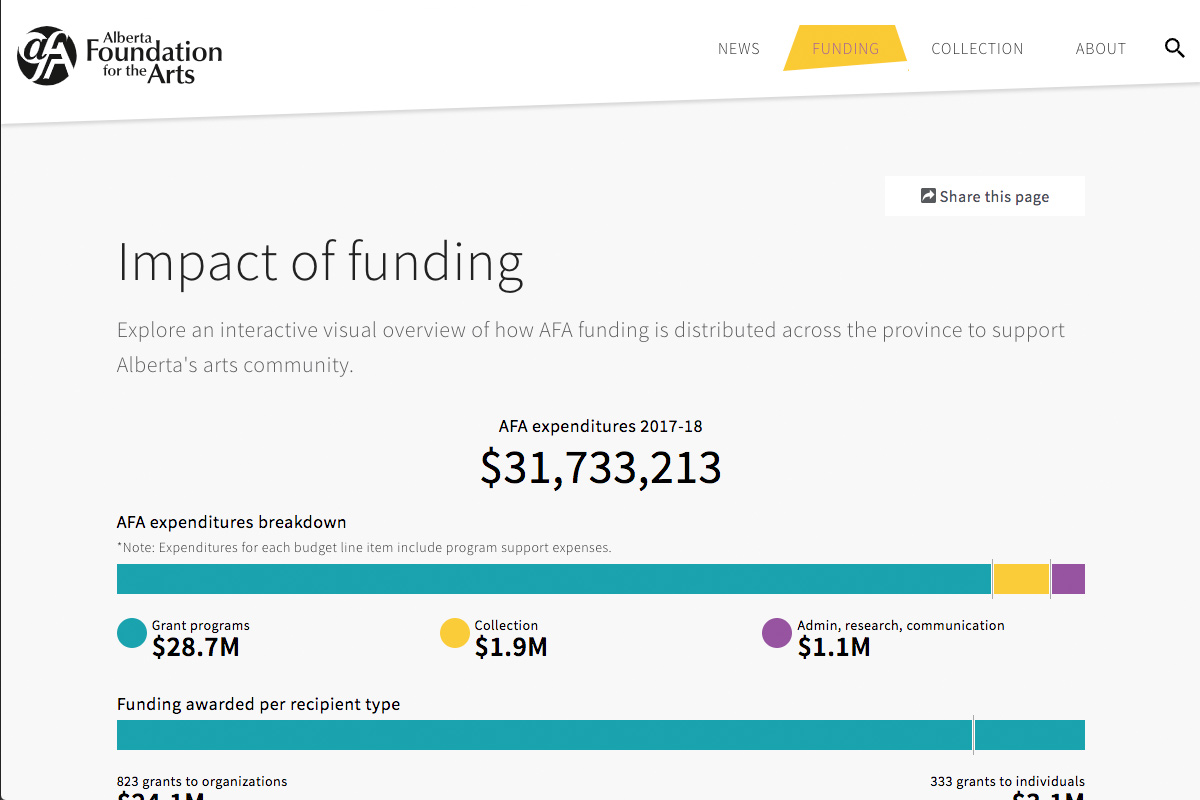 Alberta
Foundation
for the Arts
NEWS
FUNDING
COLLECTION
ABOUT
Share this page
Impact of funding
Explore an interactive visual overview of how AFA funding is distributed across the province to support
Alberta's arts community.
AFA expenditures 2017-18
$31,733,213
AFA expenditures breakdown
*Note: Expenditures for each budget line item include program support expenses.
Grant programs
$28.7M
Collection
$1.9M
Admin, research, communication
$1.1M
Funding awarded per recipient type
823 grants to organizations
$24.1M
333 grants to individuals